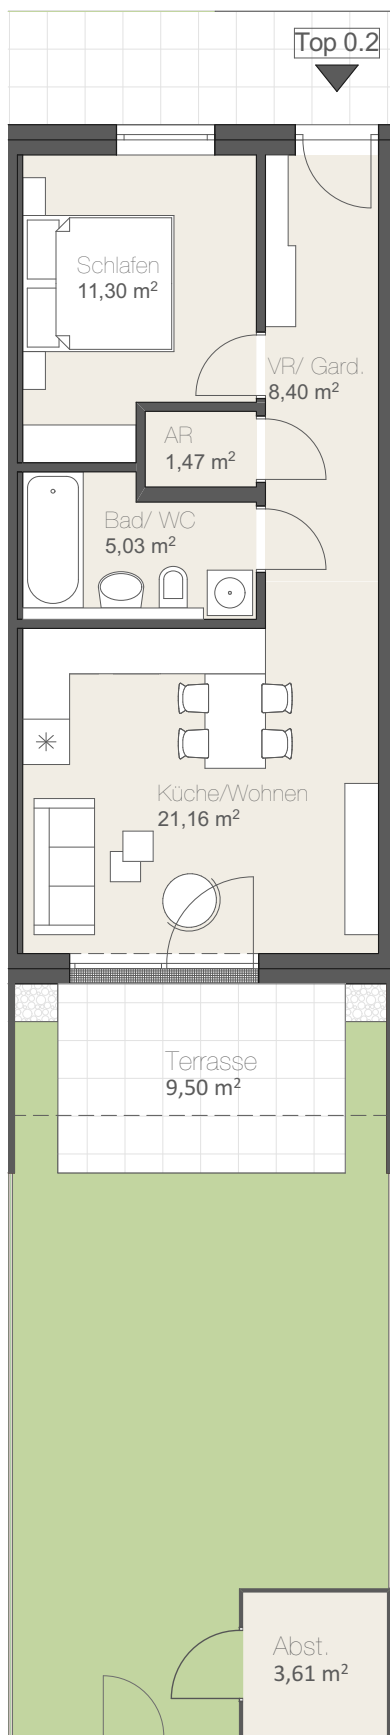 Top 0.2
Schlafen
11,30 m²
VR/ Gard.
8,40 m²
AR
1,47 m²
Bad/ WC
5,03 m²
Küche/Wohnen
21,16 m²
Terrasse
9,50 m²
Abst.
3,61 m²